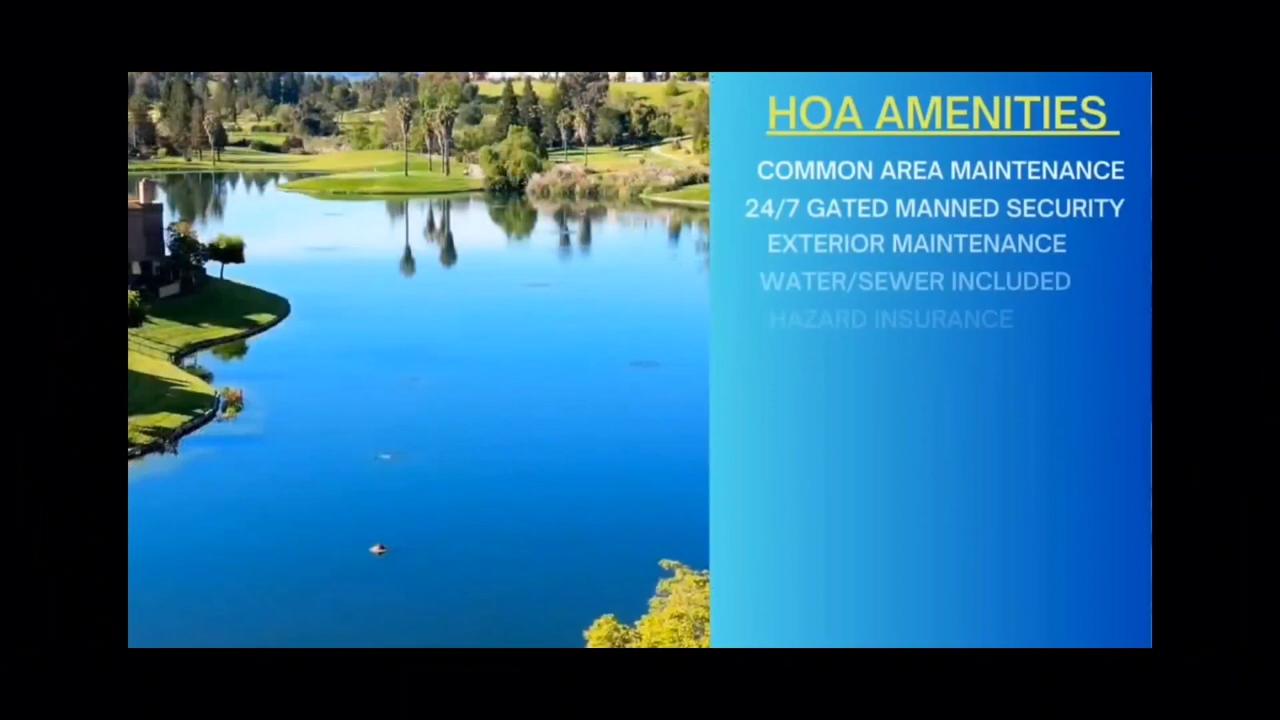 HOA AMENITIES
COMMON AREA MAINTENANCE
24/7 GATED MANNED SECURITY
EXTERIOR MAINTENANCE
WATER/SEWER INCLUDED
HAZARD INSURANCE